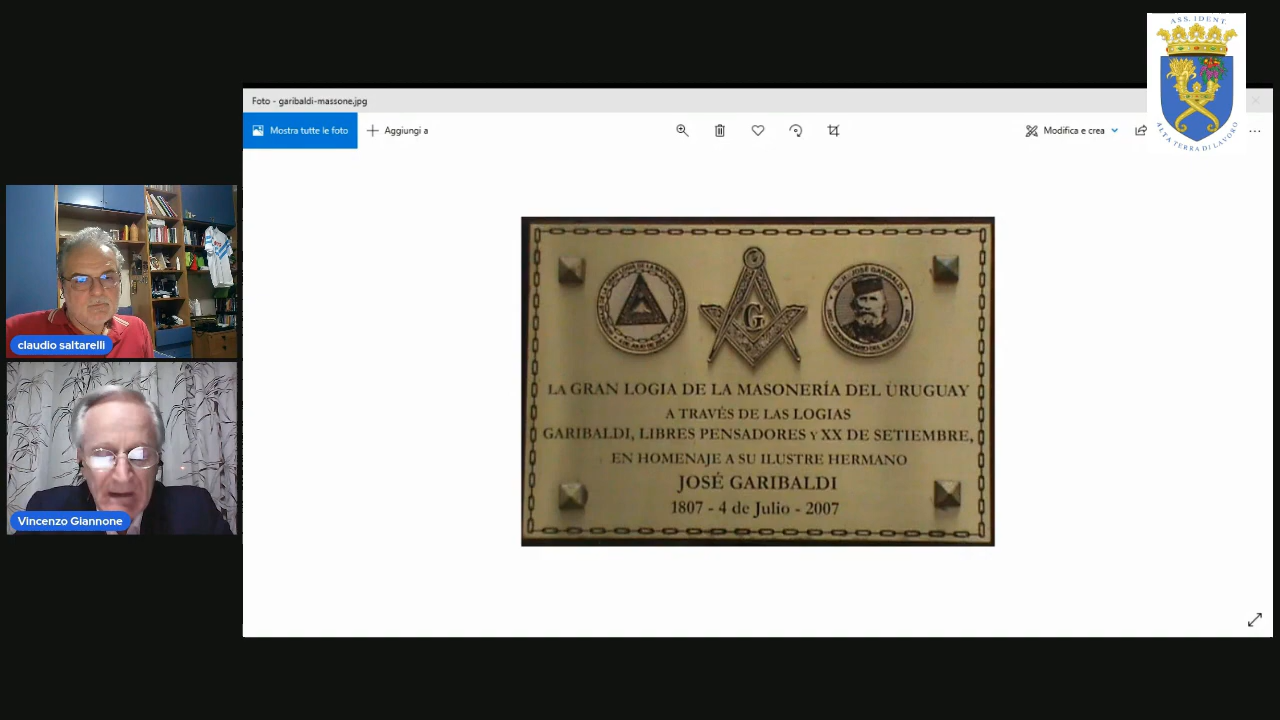 ASS. IDENT.
ALTA TERRA DI LAVORO
Foto - garibaldi-massone.jpg
Mostra tutte le foto
Aggiungi a
Modifica e crea
claudio saltarelli
Vincenzo Giannone
JOSÉ GARIBALDI
G
LA GRAN LOGIA DE LA MASONERÍA DEL URUGUAY
A TRAVÉS DE LAS LOGIAS
GARIBALDI, LIBRES PENSADORES y XX DE SETIEMBRE,
EN HOMENAJE A SU ILUSTRE HERMANO
JOSÉ GARIBALDI
1807 - 4 de Julio - 2007